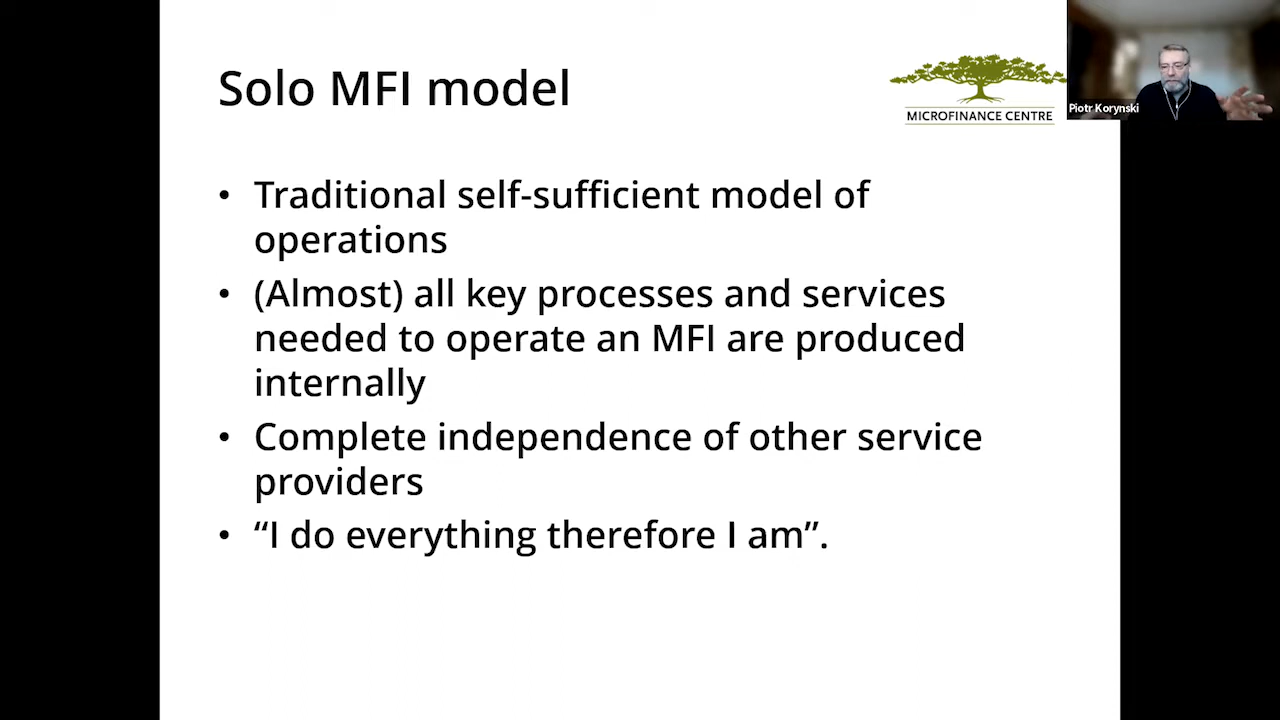 Solo MFI model
MICROFINANCE CENTRE
Piotr Korynski
• Traditional self-sufficient model of
operations
• (Almost) all key processes and services
needed to operate an MFI are produced
internally
• Complete independence of other service
providers
• “I do everything therefore I am”.